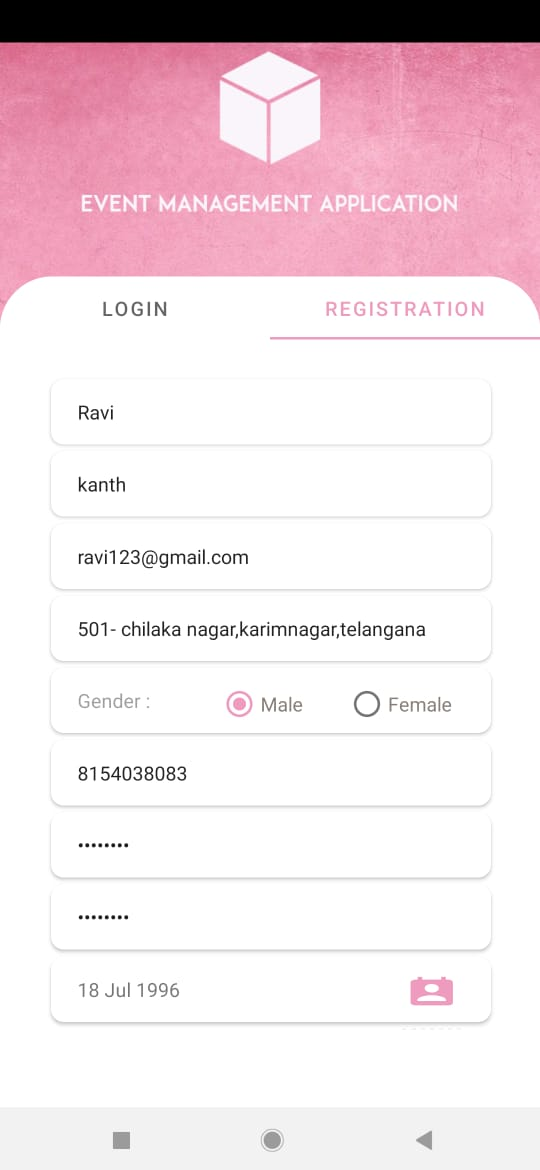 EVENT MANAGEMENT APPLICATION
LOGIN REGISTRATION
Ravi
kanth
ravi123@gmail.com
501- chilaka nagar,karimnagar,telangana
Gender : Male Female
8154038083
••••••••
••••••••
18 Jul 1996